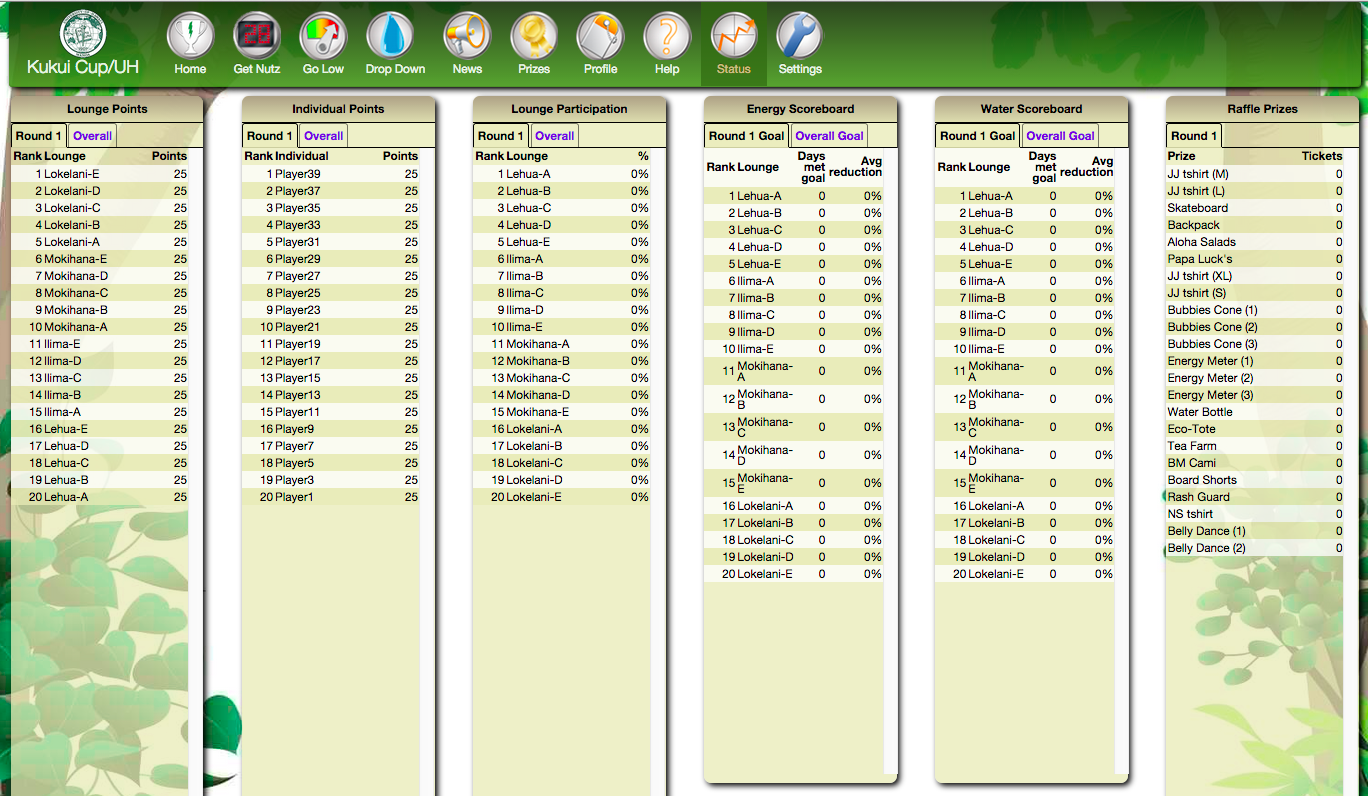 Kukui Cup/UH
Home
28
Get Nutz
Go Low
Drop Down
News
Prizes
Profile
?
Help
Status
Settings
Lounge Points
Round 1 Overall
Rank Lounge Points
1 Lokelani-E 25
2 Lokelani-D 25
3 Lokelani-C 25
4 Lokelani-B 25
5 Lokelani-A 25
6 Mokihana-E 25
7 Mokihana-D 25
8 Mokihana-C 25
9 Mokihana-B 25
10 Mokihana-A 25
11 Ilima-E 25
12 Ilima-D 25
13 Ilima-C 25
14 Ilima-B 25
15 Ilima-A 25
16 Lehua-E 25
17 Lehua-D 25
18 Lehua-C 25
19 Lehua-B 25
20 Lehua-A 25
Individual Points
Round 1 Overall
Rank Individual Points
1 Player39 25
2 Player37 25
3 Player35 25
4 Player33 25
5 Player31 25
6 Player29 25
7 Player27 25
8 Player25 25
9 Player23 25
10 Player21 25
11 Player19 25
12 Player17 25
13 Player15 25
14 Player13 25
15 Player11 25
16 Player9 25
17 Player7 25
18 Player5 25
19 Player3 25
20 Player1 25
Lounge Participation
Round 1 Overall
Rank Lounge %
1 Lehua-A 0%
2 Lehua-B 0%
3 Lehua-C 0%
4 Lehua-D 0%
5 Lehua-E 0%
6 Ilima-A 0%
7 Ilima-B 0%
8 Ilima-C 0%
9 Ilima-D 0%
10 Ilima-E 0%
11 Mokihana-A 0%
12 Mokihana-B 0%
13 Mokihana-C 0%
14 Mokihana-D 0%
15 Mokihana-E 0%
16 Lokelani-A 0%
17 Lokelani-B 0%
18 Lokelani-C 0%
19 Lokelani-D 0%
20 Lokelani-E 0%
Energy Scoreboard
Round 1 Goal Overall Goal
Rank Lounge Days met goal Avg reduction
1 Lehua-A 0 0%
2 Lehua-B 0 0%
3 Lehua-C 0 0%
4 Lehua-D 0 0%
5 Lehua-E 0 0%
6 Ilima-A 0 0%
7 Ilima-B 0 0%
8 Ilima-C 0 0%
9 Ilima-D 0 0%
10 Ilima-E 0 0%
11 Mokihana-A 0 0%
12 Mokihana-B 0 0%
13 Mokihana-C 0 0%
14 Mokihana-D 0 0%
15 Mokihana-E 0 0%
16 Lokelani-A 0 0%
17 Lokelani-B 0 0%
18 Lokelani-C 0 0%
19 Lokelani-D 0 0%
20 Lokelani-E 0 0%
Water Scoreboard
Round 1 Goal Overall Goal
Rank Lounge Days met goal Avg reduction
1 Lehua-A 0 0%
2 Lehua-B 0 0%
3 Lehua-C 0 0%
4 Lehua-D 0 0%
5 Lehua-E 0 0%
6 Ilima-A 0 0%
7 Ilima-B 0 0%
8 Ilima-C 0 0%
9 Ilima-D 0 0%
10 Ilima-E 0 0%
11 Mokihana-A 0 0%
12 Mokihana-B 0 0%
13 Mokihana-C 0 0%
14 Mokihana-D 0 0%
15 Mokihana-E 0 0%
16 Lokelani-A 0 0%
17 Lokelani-B 0 0%
18 Lokelani-C 0 0%
19 Lokelani-D 0 0%
20 Lokelani-E 0 0%
Raffle Prizes
Round 1
Prize Tickets
JJ tshirt (M) 0
JJ tshirt (L) 0
Skateboard 0
Backpack 0
Aloha Salads 0
Papa Luck's 0
JJ tshirt (XL) 0
JJ tshirt (S) 0
Bubbies Cone (1) 0
Bubbies Cone (2) 0
Bubbies Cone (3) 0
Energy Meter (1) 0
Energy Meter (2) 0
Energy Meter (3) 0
Water Bottle 0
Eco-Tote 0
Tea Farm 0
BM Cami 0
Board Shorts 0
Rash Guard 0
NS tshirt 0
Belly Dance (1) 0
Belly Dance (2) 0